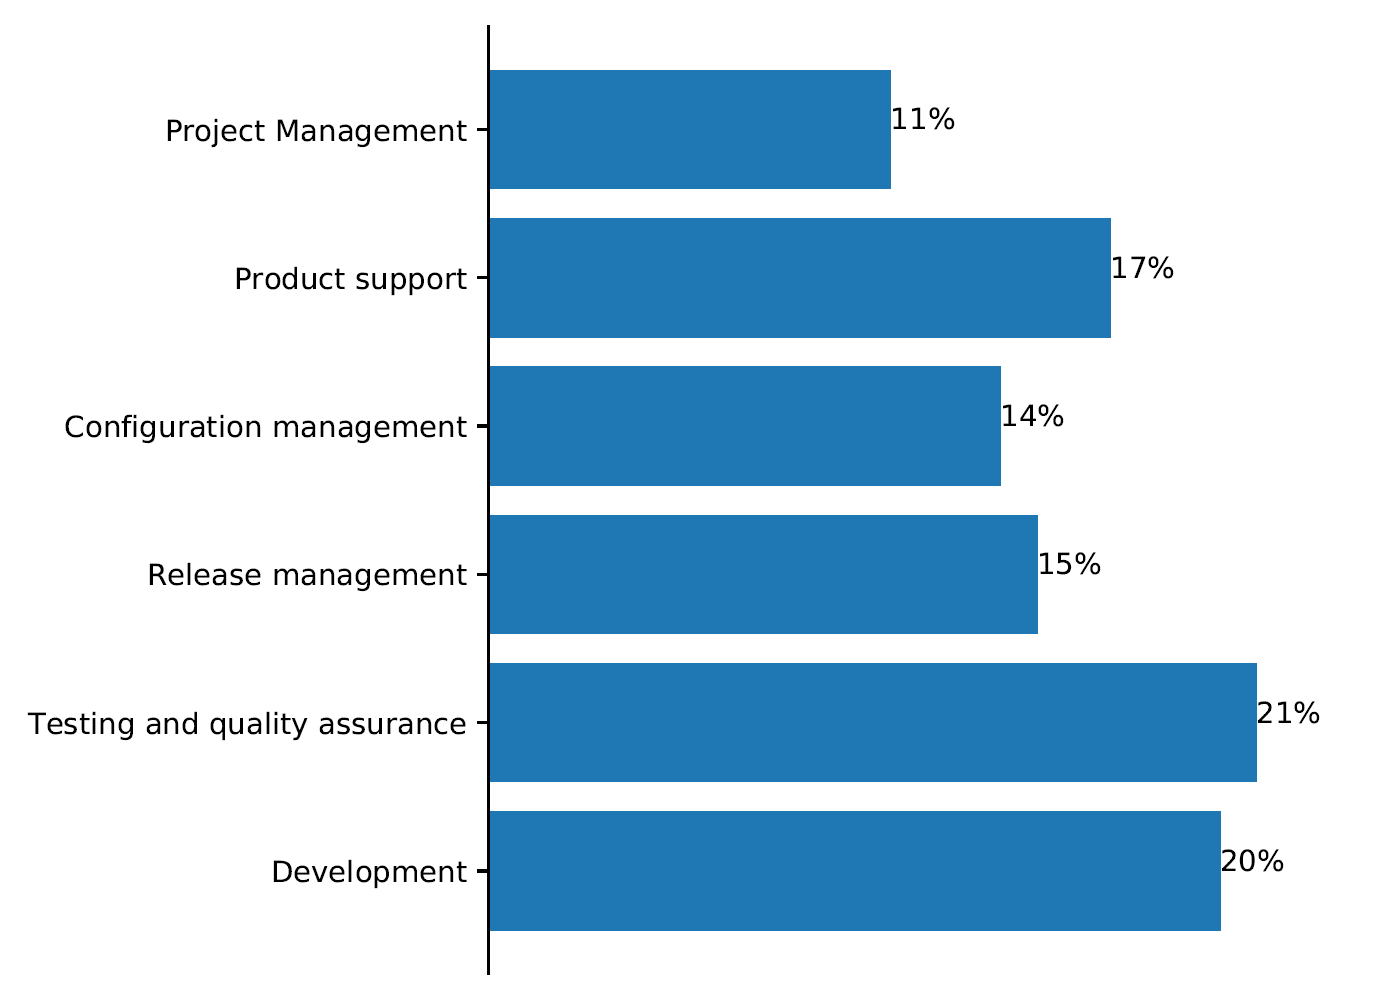 Project Management 11%
Product support 17%
Configuration management 14%
Release management 15%
Testing and quality assurance 21%
Development 20%